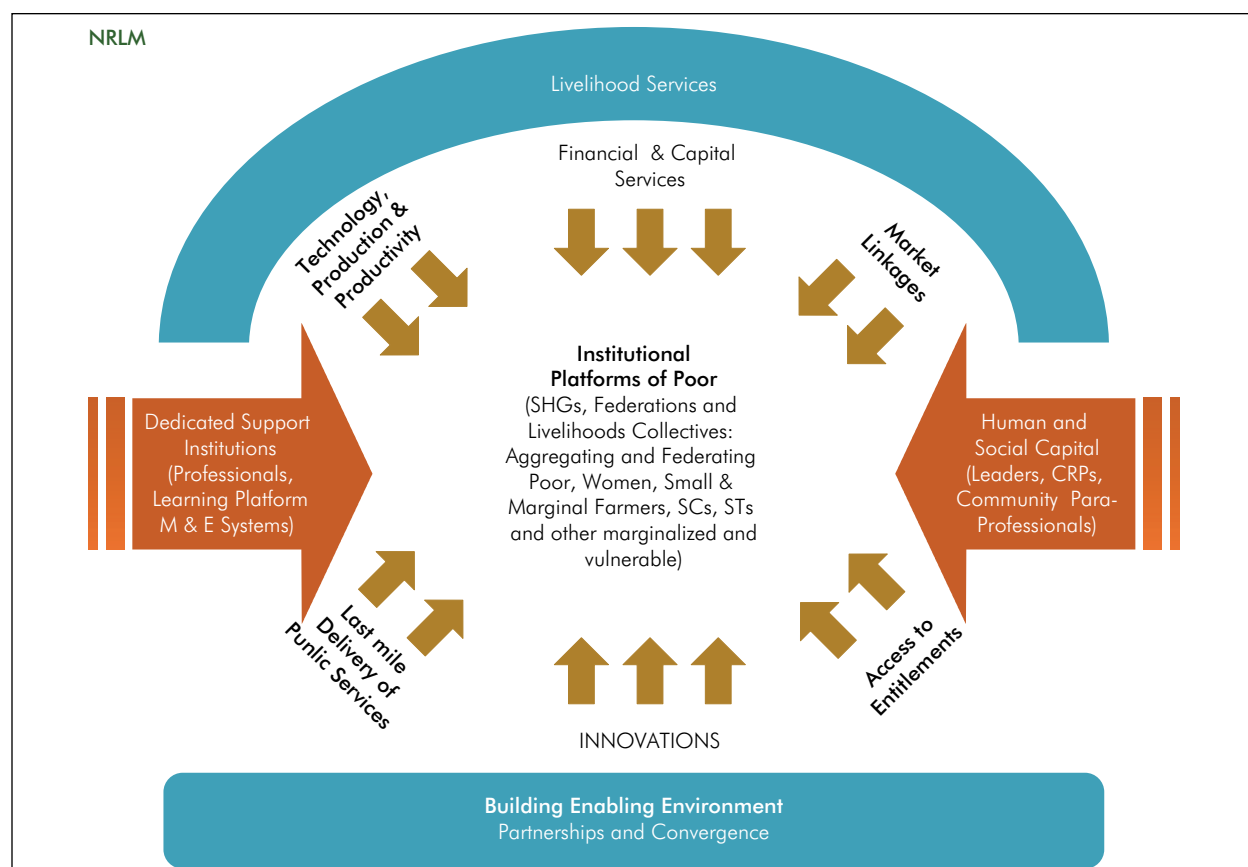 NRLM
Livelihood Services
Financial & Capital
Services
Technology,
Production &
Productivity
Market
Linkages
Institutional
Platforms of Poor
(SHGs, Federations and
Livelihoods Collectives:
Aggregating and Federating
Poor, Women, Small &
Marginal Farmers, SCs, STs
and other marginalized and
vulnerable)
Dedicated Support
Institutions
(Professionals,
Learning Platform
M & E Systems)
Human and
Social Capital
(Leaders, CRPs,
Community Para-
Professionals)
Last mile
Delivery of
Punlic Services
Access to
Entitlements
INNOVATIONS
Building Enabling Environment
Partnerships and Convergence